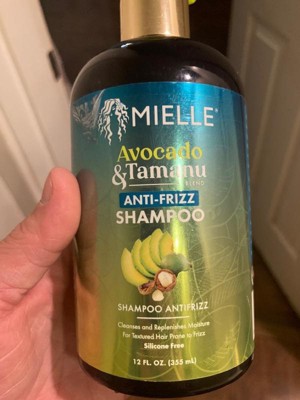 MIELLE®
Avocado
& Tamanu
BLEND
ANTI-FRIZZ
SHAMPOO
SHAMPOO ANTIFRIZZ
Cleanses and Replenishes Moisture
For Textured Hair Prone to Frizz
Silicone Free
12 FL. OZ. (355 mL)